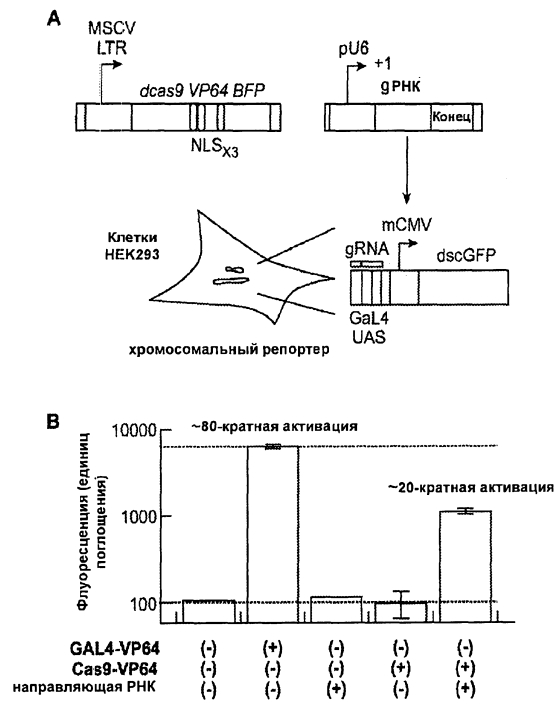 A
MSCV
LTR
dcas9 VP64 BFP
NLSX3
pU6
+1
gРНК
Конец
Клетки
HEK293
mCMV
gRNA
dscGFP
GaL4
UAS
хромосомальный репортер
B
Флуоресценция (единиц
поглощения)
10000
1000
100
~80-кратная активация
~20-кратная активация
GAL4-VP64 (-) (+) (-) (-) (-)
Cas9-VP64 (-) (-) (-) (+) (+)
направляющая РНК (-) (-) (+) (-) (+)